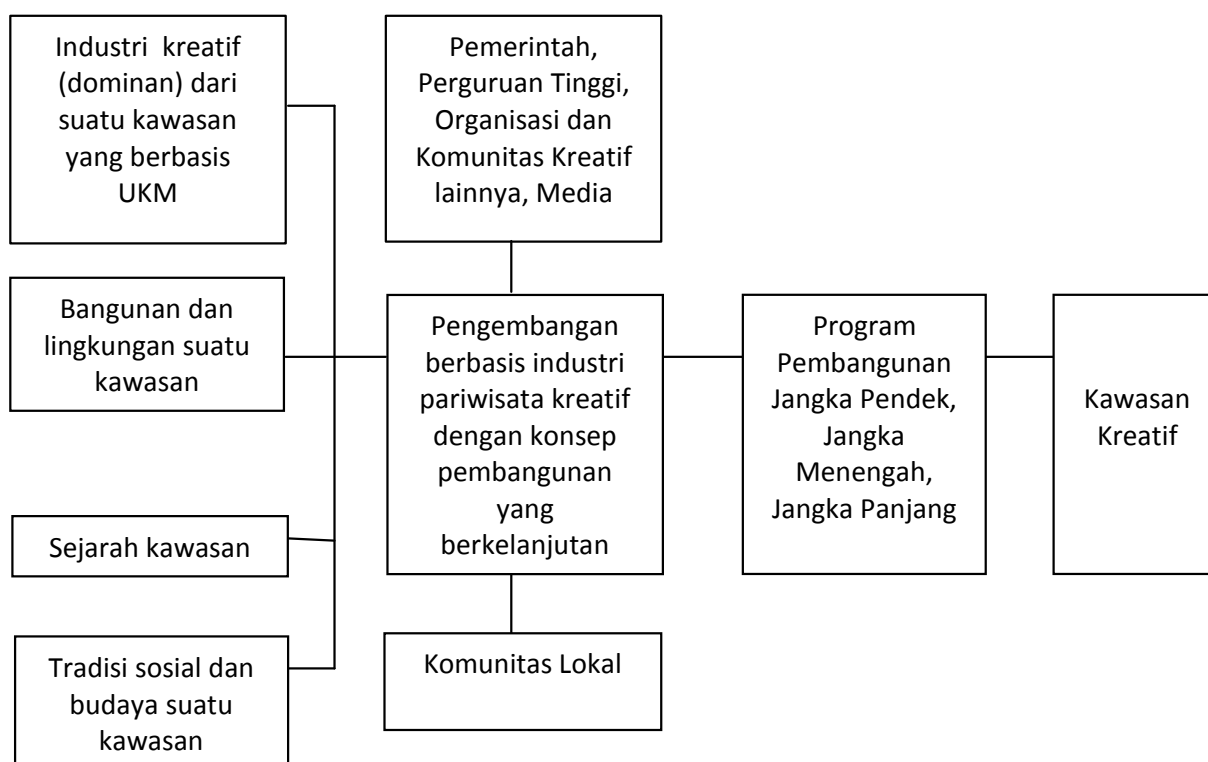 Industri kreatif
(dominan) dari
suatu kawasan
yang berbasis
UKM
Pemerintah,
Perguruan Tinggi,
Organisasi dan
Komunitas Kreatif
lainnya, Media
Bangunan dan
lingkungan suatu
kawasan
Pengembangan
berbasis industri
pariwisata kreatif
dengan konsep
pembangunan
yang
berkelanjutan
Program
Pembangunan
Jangka Pendek,
Jangka
Menengah,
Jangka Panjang
Kawasan
Kreatif
Sejarah kawasan
Tradisi sosial dan
budaya suatu
kawasan
Komunitas Lokal